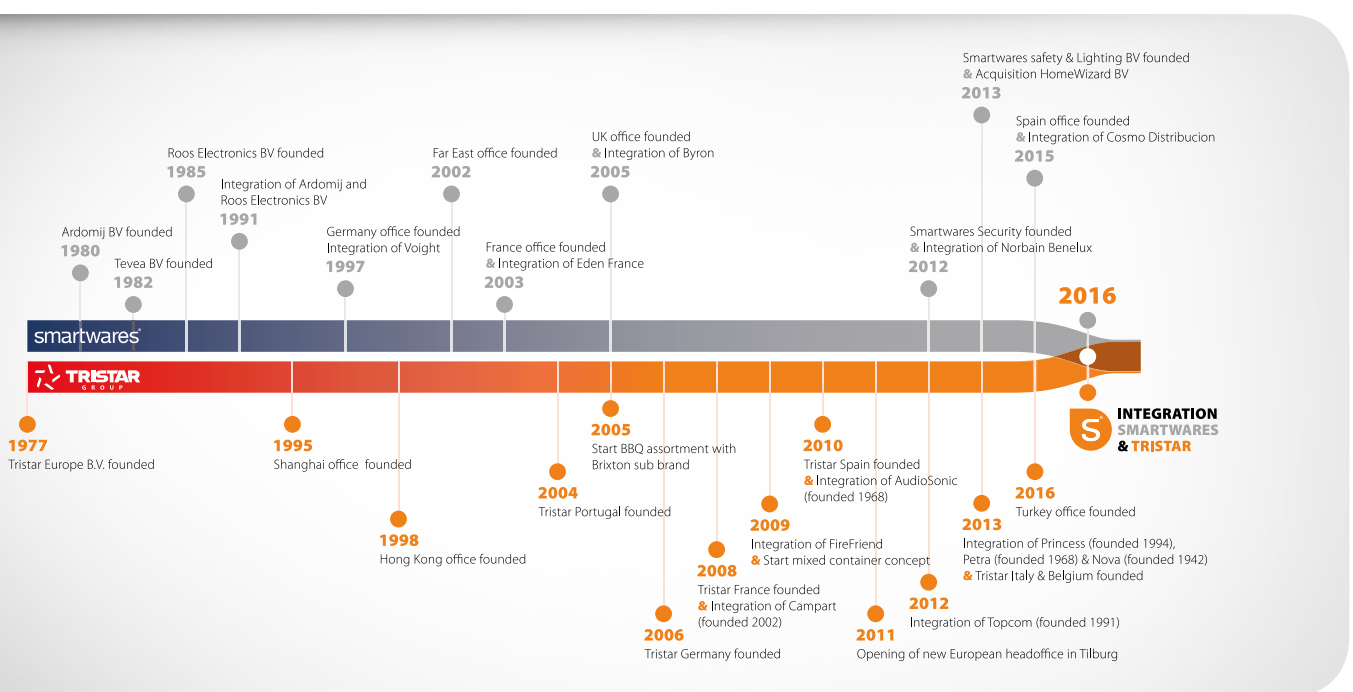 Smartwares safety & Lighting BV founded
& Acquisition HomeWizard BV
2013
Spain office founded
& Integration of Cosmo Distribucion
2015
UK office founded
& Integration of Byron
2005
Roos Electronics BV founded
1985
Far East office founded
2002
Integration of Ardomij and
Roos Electronics BV
1991
Ardomij BV founded
1980
Tevea BV founded
1982
Germany office founded
Integration of Voight
1997
France office founded
& Integration of Eden France
2003
Smartwares Security founded
& Integration of Norbain Benelux
2012
2016
smartwares®
TRISTAR
GROUP
1977
Tristar Europe B.V. founded
1995
Shanghai office founded
1998
Hong Kong office founded
2004
Tristar Portugal founded
2005
Start BBQ assortment with
Brixton sub brand
2006
Tristar Germany founded
2008
Tristar France founded
& Integration of Campart
(founded 2002)
2009
Integration of FireFriend
& Start mixed container concept
2010
Tristar Spain founded
& Integration of AudioSonic
(founded 1968)
2011
Opening of new European headoffice in Tilburg
2012
Integration of Topcom (founded 1991)
2013
Integration of Princess (founded 1994),
Petra (founded 1968) & Nova (founded 1942)
& Tristar Italy & Belgium founded
2016
Turkey office founded
S
INTEGRATION
SMARTWARES
& TRISTAR